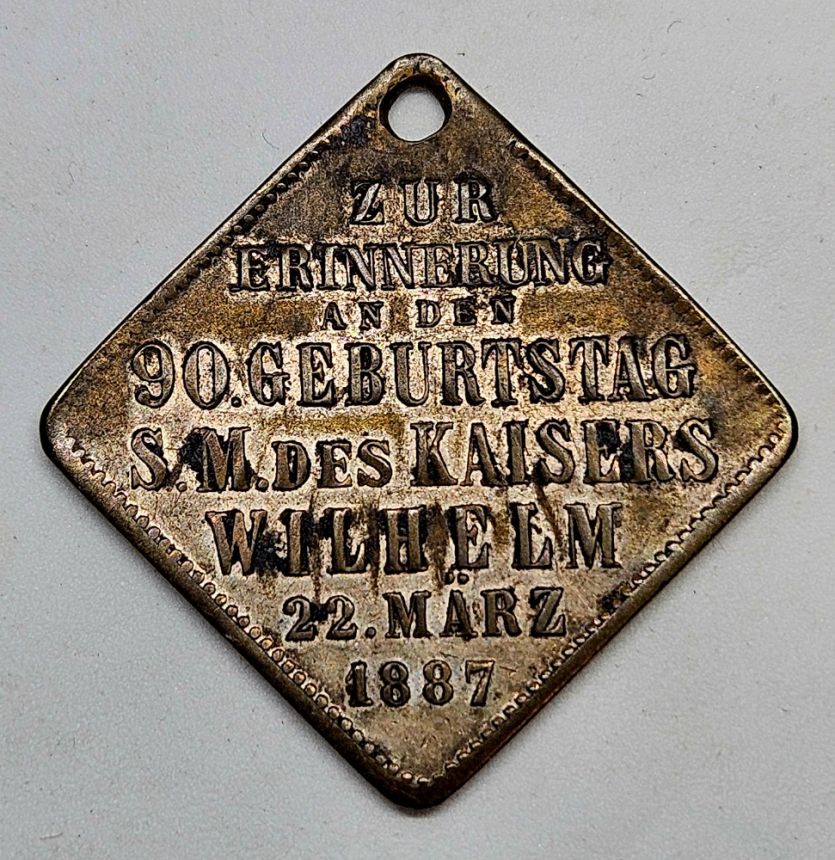 ZUR
ERINNERUNG
AN DEN
90. GEBURTSTAG
S. M. DES KAISERS
WILHELM
22. MÄRZ
1887